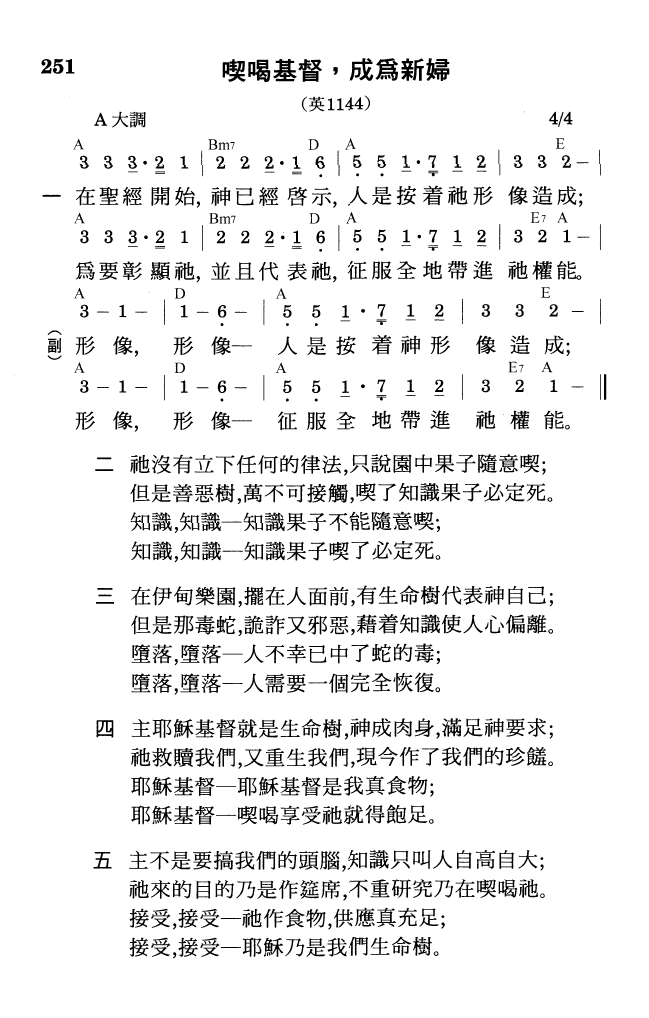 251 喫喝基督，成爲新婦
（英1144）
A 大調 4/4
A Bm7 D A E
3 3 3·2 1 | 2 2 2·1 6 | 5 5 1·7 1 2 | 3 3 2 – |
一 在聖經開始, 神已經啓示, 人是按着祂形像造成;
A Bm7 D A E7 A
3 3 3·2 1 | 2 2 2·1 6 | 5 5 1·7 1 2 | 3 2 1 – |
爲要彰顯祂, 並且代表祂, 征服全地帶進祂權能。
A D A E
3 – 1 – | 1 – 6 – | 5 5 1·7 1 2 | 3 3 2 – |
（副） 形像, 形像─ 人是按着神形像造成;
A D A E7 A
3 – 1 – | 1 – 6 – | 5 5 1·7 1 2 | 3 2 1 – ‖
形像, 形像─ 征服全地帶進祂權能。
二 祂沒有立下任何的律法,只說園中果子隨意喫;
但是善惡樹,萬不可接觸,喫了知識果子必定死。
知識,知識─知識果子不能隨意喫;
知識,知識─知識果子喫了必定死。
三 在伊甸樂園,擺在人面前,有生命樹代表神自己;
但是那毒蛇,詭詐又邪惡,藉着知識使人心偏離。
墮落,墮落─人不幸已中了蛇的毒;
墮落,墮落─人需要一個完全恢復。
四 主耶穌基督就是生命樹,神成肉身,滿足神要求;
祂救贖我們,又重生我們,現今作了我們的珍饈。
耶穌基督─耶穌基督是我真食物;
耶穌基督─喫喝享受祂就得飽足。
五 主不是要搞我們的頭腦,知識只叫人自高自大;
祂來的目的乃是作筵席,不重研究乃在喫喝祂。
接受,接受─祂作食物,供應真充足;
接受,接受─耶穌乃是我們生命樹。